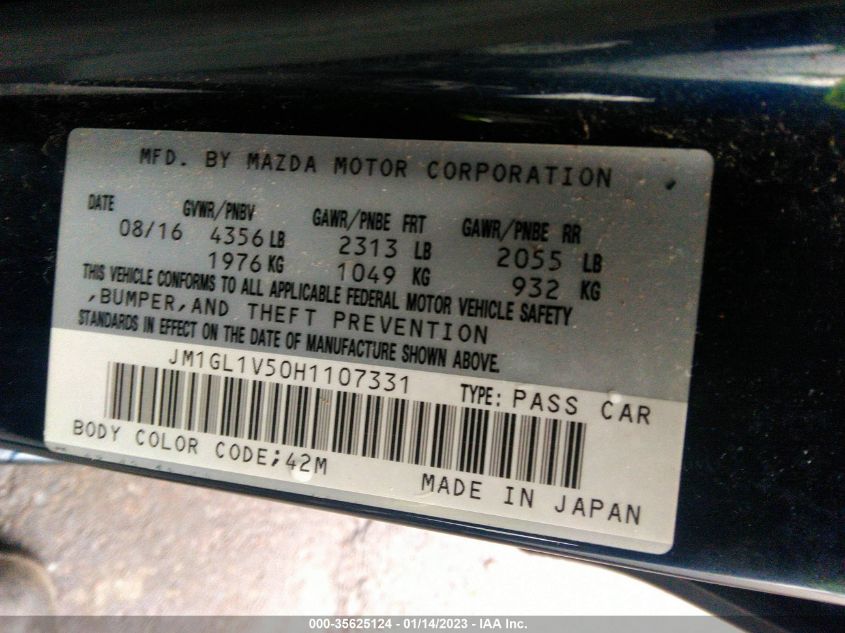 MFD. BY MAZDA MOTOR CORPORATION
DATE GVWR/PNBV GAWR/PNBE FRT GAWR/PNBE RR
08/16 4356 LB 2313 LB 2055 LB
1976 KG 1049 KG 932 KG
THIS VEHICLE CONFORMS TO ALL APPLICABLE FEDERAL MOTOR VEHICLE SAFETY
,BUMPER,AND THEFT PREVENTION
STANDARDS IN EFFECT ON THE DATE OF MANUFACTURE SHOWN ABOVE.
JM1GL1V50H1107331
TYPE: PASS CAR
BODY COLOR CODE;42M
MADE IN JAPAN
000-35625124 - 01/14/2023 - IAA Inc.